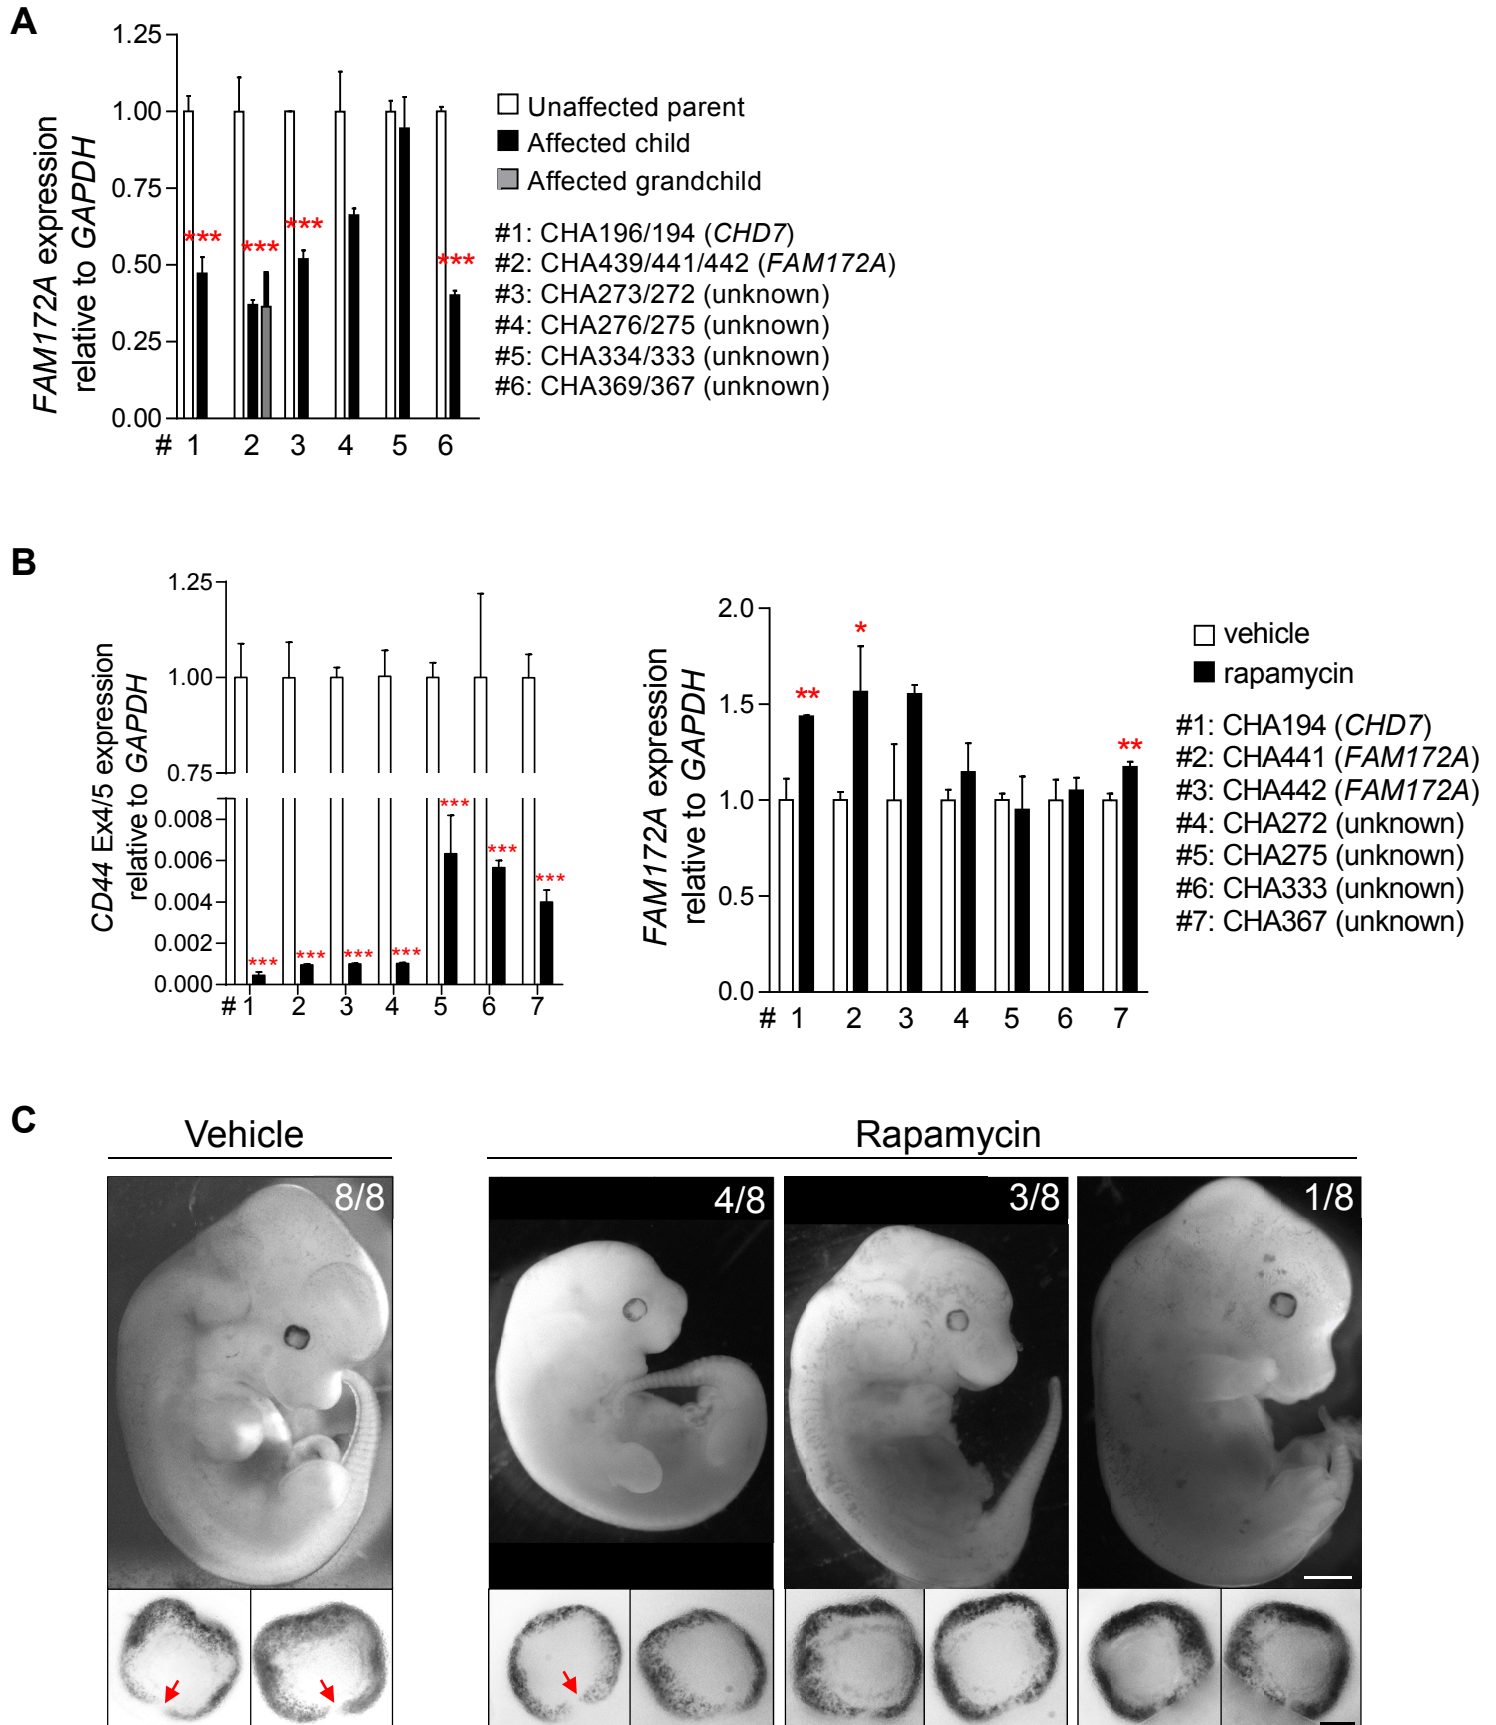 A
FAM172A expression
relative to GAPDH
1.25
1.00
0.75
0.50
0.25
0.00
***
***
***
***
# 1 2 3 4 5 6
Unaffected parent
Affected child
Affected grandchild
#1: CHA196/194 (CHD7)
#2: CHA439/441/442 (FAM172A)
#3: CHA273/272 (unknown)
#4: CHA276/275 (unknown)
#5: CHA334/333 (unknown)
#6: CHA369/367 (unknown)
B
CD44 Ex4/5 expression
relative to GAPDH
1.25
1.00
0.75
0.008
0.006
0.004
0.002
0.000
***
***
***
***
***
***
***
# 1 2 3 4 5 6 7
FAM172A expression
relative to GAPDH
2.0
1.5
1.0
0.5
0.0
**
*
**
# 1 2 3 4 5 6 7
vehicle
rapamycin
#1: CHA194 (CHD7)
#2: CHA441 (FAM172A)
#3: CHA442 (FAM172A)
#4: CHA272 (unknown)
#5: CHA275 (unknown)
#6: CHA333 (unknown)
#7: CHA367 (unknown)
C
Vehicle
Rapamycin
8/8
4/8
3/8
1/8